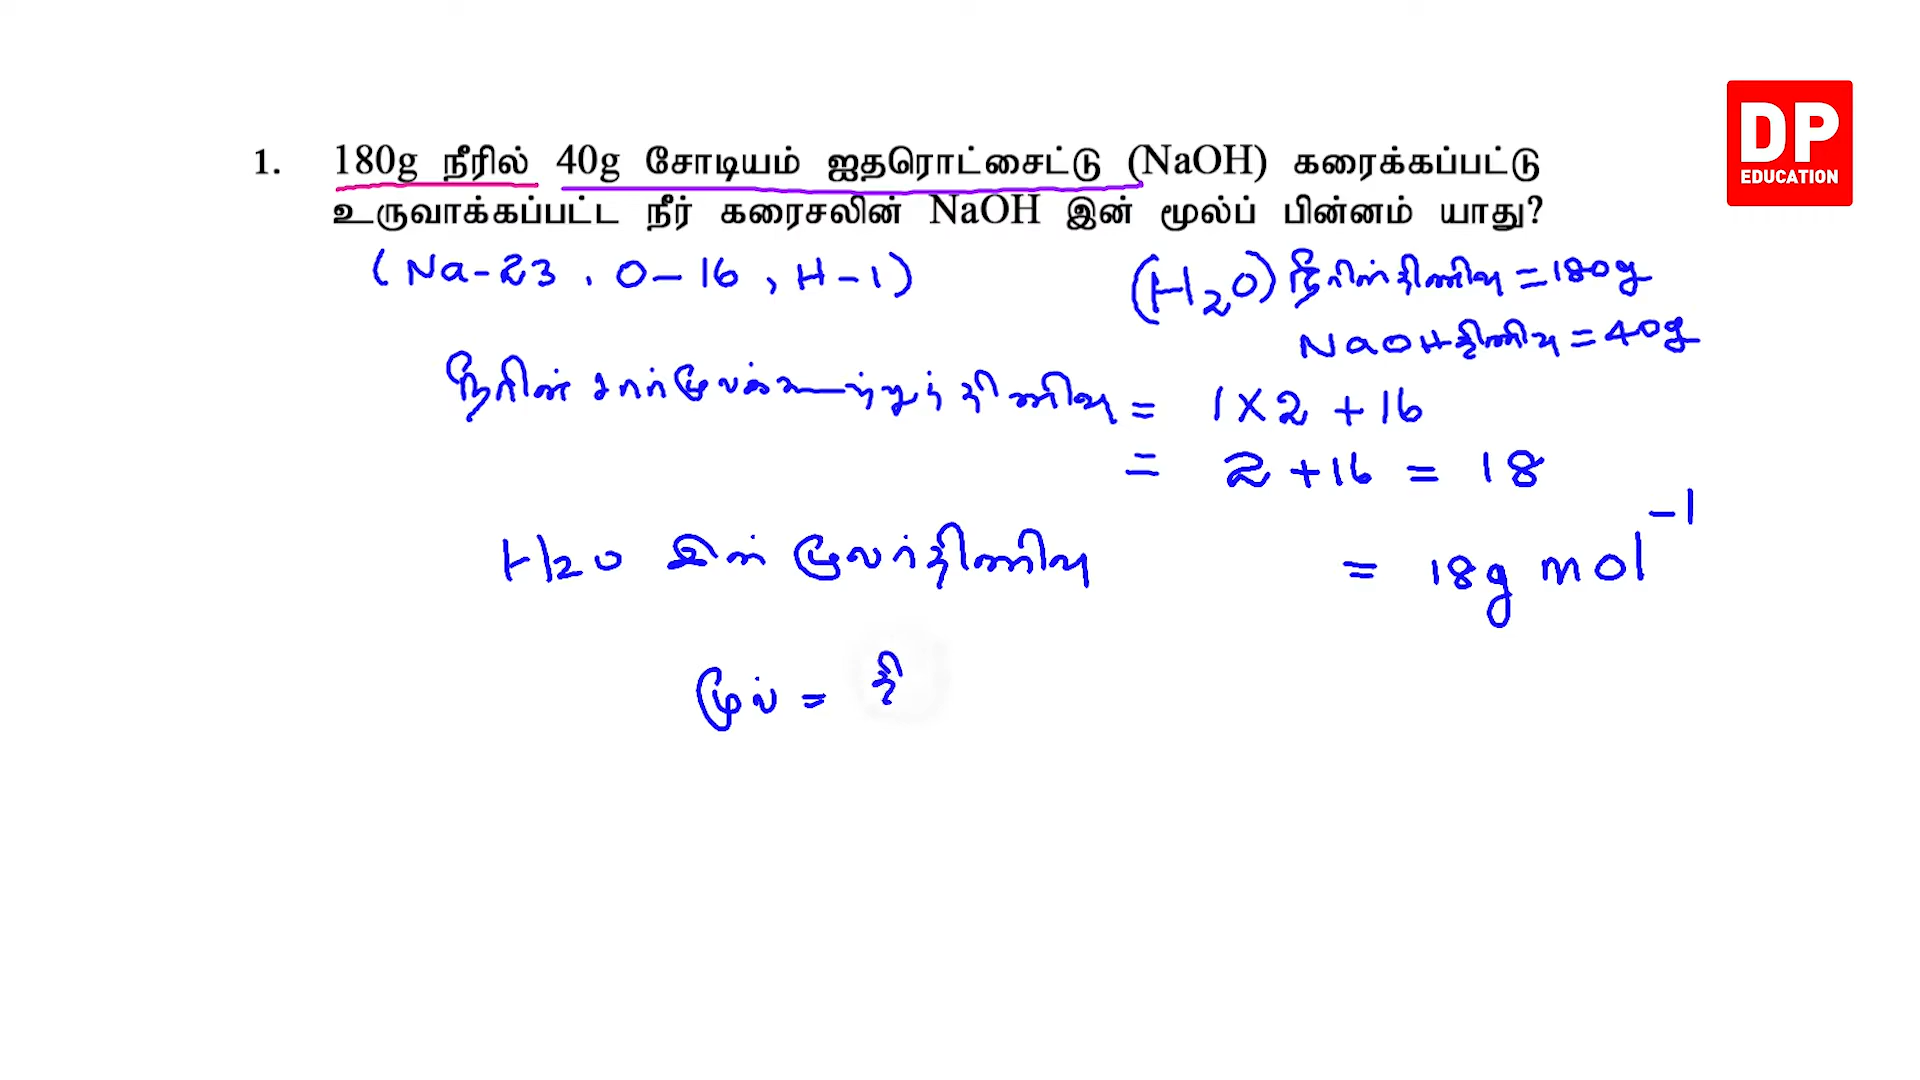 DP
EDUCATION
1. 180g நீரில் 40g சோடியம் ஐதரொட்சைட்டு (NaOH) கரைக்கப்பட்டு
உருவாக்கப்பட்ட நீர் கரைசலின் NaOH இன் மூல்ப் பின்னம் யாது?
(Na-23, O-16, H-1)
(H₂O) நீரின் திணிவு = 180g
NaOH திணிவு = 40g
நீரின் சார் மூலக்கூற்றுத் திணிவு = 1×2 + 16
= 2 + 16 = 18
H₂O இன் மூலர்திணிவு = 18g mol⁻¹
மூல் = தி